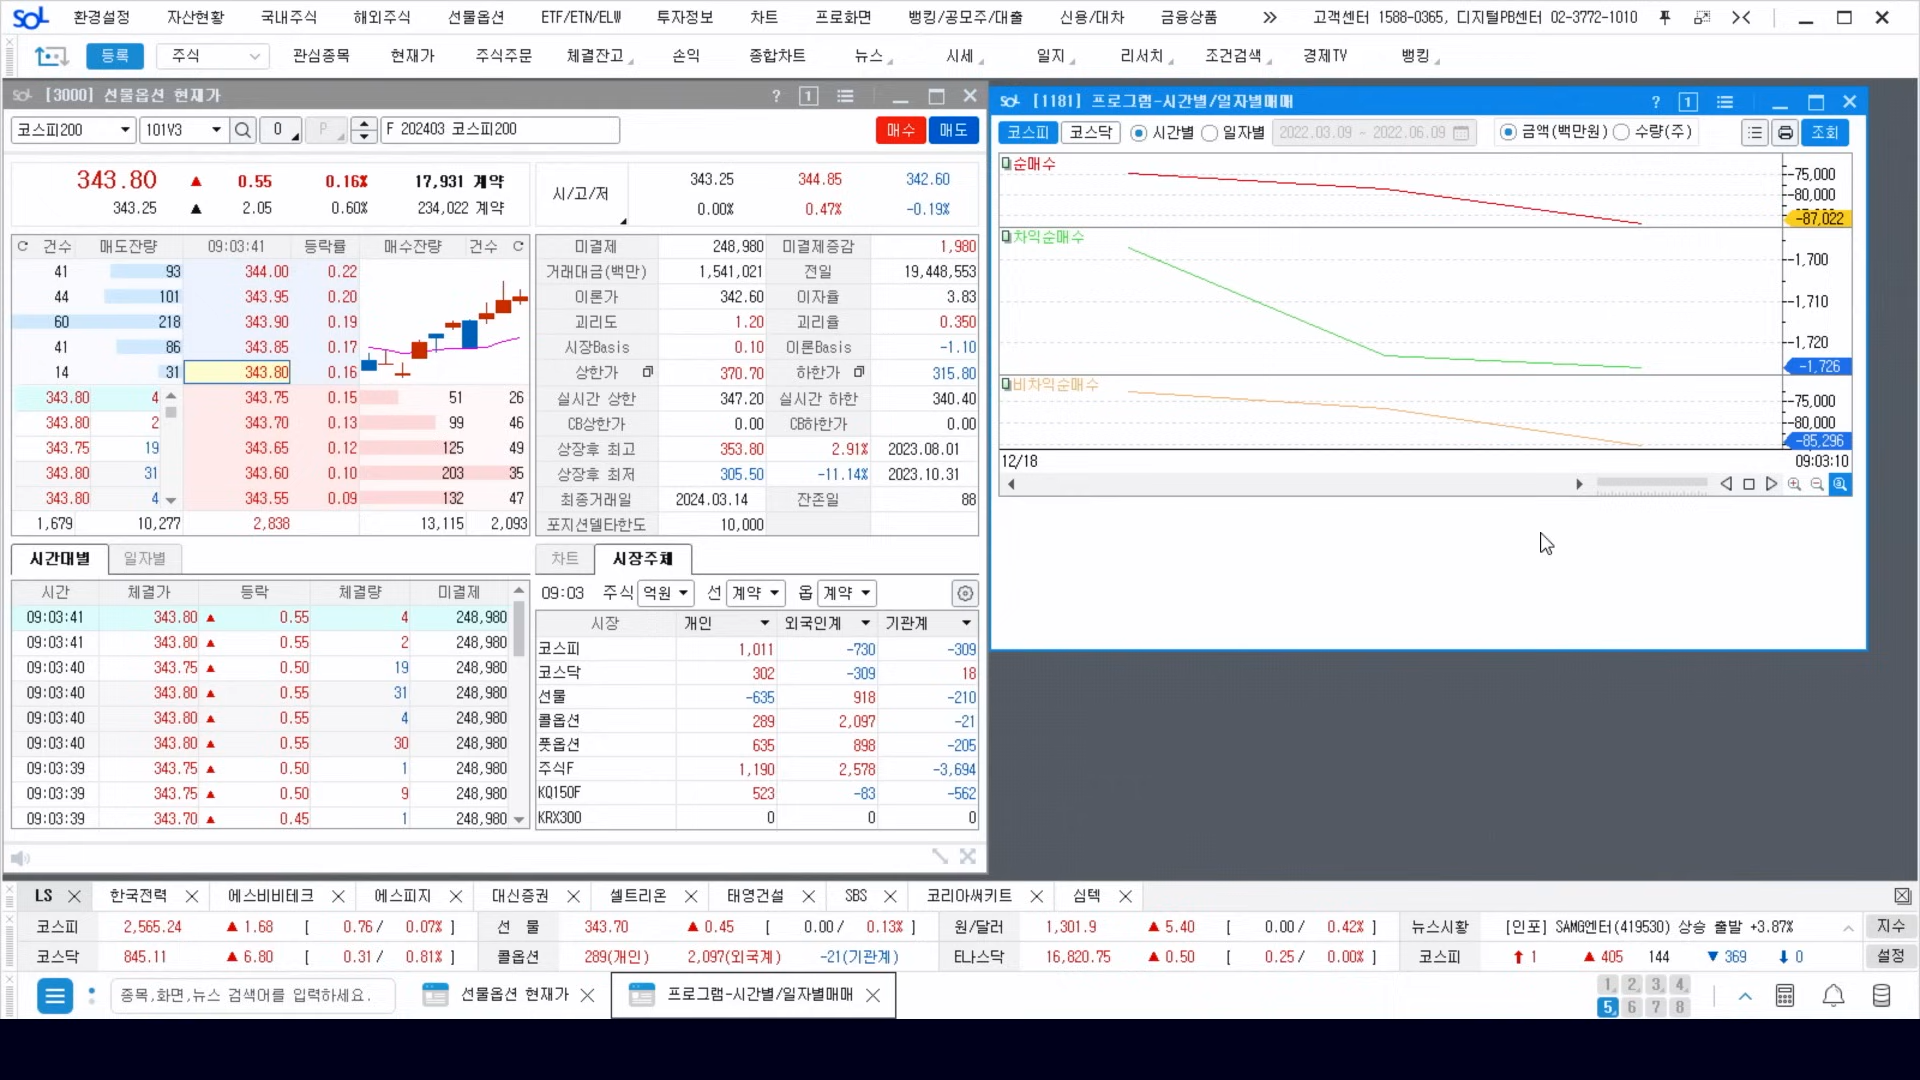 SOL 환경설정 자산현황 국내주식 해외주식 선물옵션 ETF/ETN/ELW 투자정보 차트 프로화면 뱅킹/공모주/대출 신용/대차 금융상품 » 고객센터 1588-0365, 디지털PB센터 02-3772-1010
등록 주식 관심종목 현재가 주식주문 체결잔고 손익 종합차트 뉴스 시세 일지 리서치 조건검색 경제TV 뱅킹
SOL [3000] 선물옵션 현재가 ? 1
코스피200 101V3 0 P F 202403 코스피200 매수 매도
343.80 ▲ 0.55 0.16% 17,931 계약
343.25 ▲ 2.05 0.60% 234,022 계약
시/고/저 343.25 344.85 342.60
0.00% 0.47% -0.19%
건수 매도잔량 09:03:41 등락률 매수잔량 건수
41 93 344.00 0.22
44 101 343.95 0.20
60 218 343.90 0.19
41 86 343.85 0.17
14 31 343.80 0.16
343.80 4 343.75 0.15 51 26
343.80 2 343.70 0.13 99 46
343.75 19 343.65 0.12 125 49
343.80 31 343.60 0.10 203 35
343.80 4 343.55 0.09 132 47
1,679 10,277 2,838 13,115 2,093
미결제 248,980 미결제증감 1,980
거래대금(백만) 1,541,021 전일 19,448,553
이론가 342.60 이자율 3.83
괴리도 1.20 괴리율 0.350
시장Basis 0.10 이론Basis -1.10
상한가 370.70 하한가 315.80
실시간 상한 347.20 실시간 하한 340.40
CB상한가 0.00 CB하한가 0.00
상장후 최고 353.80 2.91% 2023.08.01
상장후 최저 305.50 -11.14% 2023.10.31
최종거래일 2024.03.14 잔존일 88
포지션델타한도 10,000
시간대별 일자별
시간 체결가 등락 체결량 미결제
09:03:41 343.80 ▲ 0.55 4 248,980
09:03:41 343.80 ▲ 0.55 2 248,980
09:03:40 343.75 ▲ 0.50 19 248,980
09:03:40 343.80 ▲ 0.55 31 248,980
09:03:40 343.80 ▲ 0.55 4 248,980
09:03:40 343.80 ▲ 0.55 30 248,980
09:03:39 343.75 ▲ 0.50 1 248,980
09:03:39 343.75 ▲ 0.50 9 248,980
09:03:39 343.70 ▲ 0.45 1 248,980
차트 시장주체
09:03 주식 억원 선 계약 옵 계약
시장 개인 외국인계 기관계
코스피 1,011 -730 -309
코스닥 302 -309 18
선물 -635 918 -210
콜옵션 289 2,097 -21
풋옵션 635 898 -205
주식F 1,190 2,578 -3,694
KQ150F 523 -83 -562
KRX300 0 0 0
SOL [1181] 프로그램-시간별/일자별매매 ? 1
코스피 코스닥 시간별 일자별 2022.03.09 - 2022.06.09 금액(백만원) 수량(주) 조회
순매수
-75,000
-80,000
-87,022
차익순매수
-1,700
-1,710
-1,720
-1,726
비차익순매수
-75,000
-80,000
-85,296
12/18 09:03:10
LS 한국전력 에스비비테크 에스피지 대신증권 셀트리온 태영건설 SBS 코리아써키트 심텍
코스피 2,565.24 ▲ 1.68 [ 0.76 / 0.07% ] 선 물 343.70 ▲ 0.45 [ 0.00 / 0.13% ] 원/달러 1,301.9 ▲ 5.40 [ 0.00 / 0.42% ] 뉴스시황 [인포] SAMG엔터(419530) 상승 출발 +3.87% 지수
코스닥 845.11 ▲ 6.80 [ 0.31 / 0.81% ] 콜옵션 289(개인) 2,097(외국계) -21(기관계) E나스닥 16,820.75 ▲ 0.50 [ 0.25 / 0.00% ] 코스피 ⬆ 1 ▲ 405 144 ▼ 369 ⬇ 0 설정
종목,화면,뉴스 검색어를 입력하세요. 선물옵션 현재가 프로그램-시간별/일자별매매
1 2 3 4
5 6 7 8